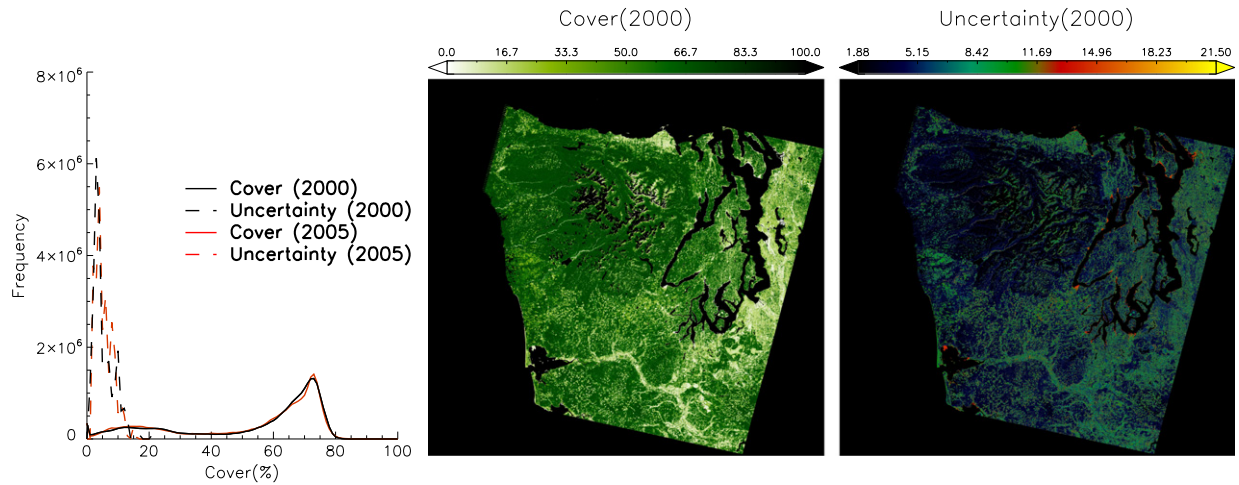 Cover(2000)
Uncertainty(2000)
0.0 16.7 33.3 50.0 66.7 83.3 100.0
1.88 5.15 8.42 11.69 14.96 18.23 21.50
8×10⁶
6×10⁶
4×10⁶
2×10⁶
0
Frequency
Cover (2000)
Uncertainty (2000)
Cover (2005)
Uncertainty (2005)
0 20 40 60 80 100
Cover(%)